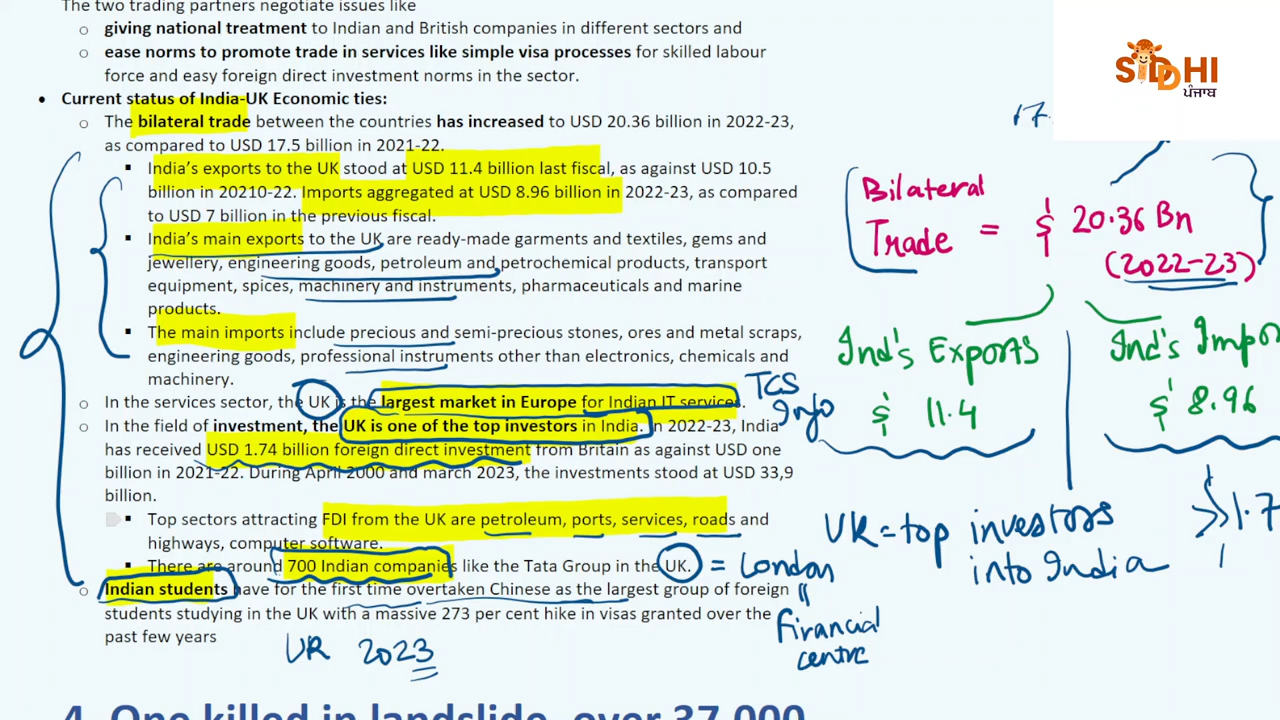 The two trading partners negotiate issues like
○ giving national treatment to Indian and British companies in different sectors and
○ ease norms to promote trade in services like simple visa processes for skilled labour
force and easy foreign direct investment norms in the sector.
• Current status of India-UK Economic ties:
○ The bilateral trade between the countries has increased to USD 20.36 billion in 2022-23,
as compared to USD 17.5 billion in 2021-22.
▪ India's exports to the UK stood at USD 11.4 billion last fiscal, as against USD 10.5
billion in 20210-22. Imports aggregated at USD 8.96 billion in 2022-23, as compared
to USD 7 billion in the previous fiscal.
▪ India's main exports to the UK are ready-made garments and textiles, gems and
jewellery, engineering goods, petroleum and petrochemical products, transport
equipment, spices, machinery and instruments, pharmaceuticals and marine
products.
▪ The main imports include precious and semi-precious stones, ores and metal scraps,
engineering goods, professional instruments other than electronics, chemicals and
machinery.
○ In the services sector, the UK is the largest market in Europe for Indian IT services.
○ In the field of investment, the UK is one of the top investors in India. In 2022-23, India
has received USD 1.74 billion foreign direct investment from Britain as against USD one
billion in 2021-22. During April 2000 and march 2023, the investments stood at USD 33,9
billion.
▪ Top sectors attracting FDI from the UK are petroleum, ports, services, roads and
highways, computer software.
▪ There are around 700 Indian companies like the Tata Group in the UK.
○ Indian students have for the first time overtaken Chinese as the largest group of foreign
students studying in the UK with a massive 273 per cent hike in visas granted over the
past few years
UK 2023
4. One killed in landslide, over 37,000
SIDDHI
ਪੰਜਾਬ
17.
Bilateral
Trade = $ 20.36 Bn
(2022-23)
Ind's Exports
$ 11.4
Ind's Impor
$ 8.96
TCS
Info
UK = top investors
into India
$ 1.7
= London
Financial
centre